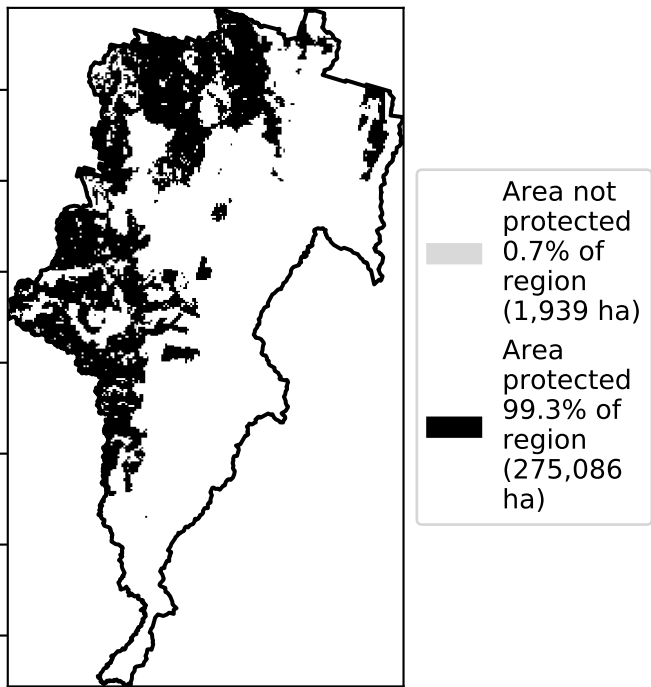 Area not
protected
0.7% of
region
(1,939 ha)
Area
protected
99.3% of
region
(275,086
ha)